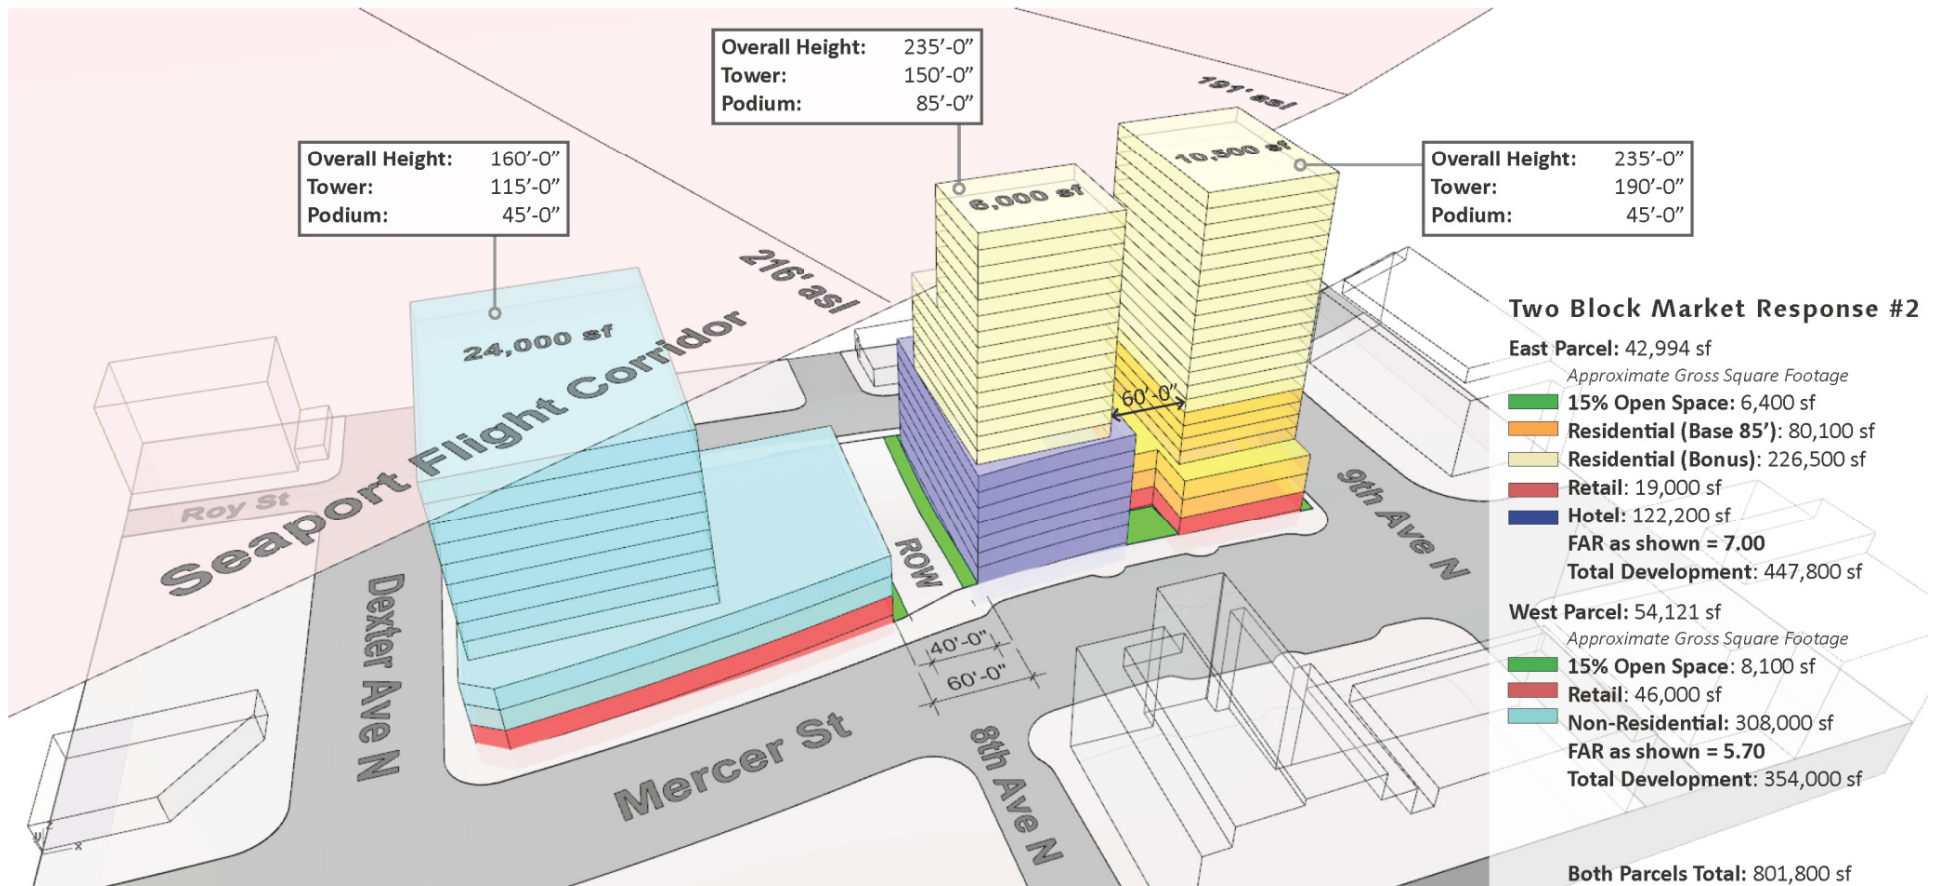 Overall Height: 235'-0"
Tower: 150'-0"
Podium: 85'-0"
191' asl
Overall Height: 160'-0"
Tower: 115'-0"
Podium: 45'-0"
10,500 sf
Overall Height: 235'-0"
Tower: 190'-0"
Podium: 45'-0"
6,000 sf
216' asl
24,000 sf
Seaport Flight Corridor
60'-0"
Roy St
ROW
9th Ave N
Dexter Ave N
40'-0"
60'-0"
Mercer St
8th Ave N
Z
X
Two Block Market Response #2
East Parcel: 42,994 sf
Approximate Gross Square Footage
15% Open Space: 6,400 sf
Residential (Base 85'): 80,100 sf
Residential (Bonus): 226,500 sf
Retail: 19,000 sf
Hotel: 122,200 sf
FAR as shown = 7.00
Total Development: 447,800 sf
West Parcel: 54,121 sf
Approximate Gross Square Footage
15% Open Space: 8,100 sf
Retail: 46,000 sf
Non-Residential: 308,000 sf
FAR as shown = 5.70
Total Development: 354,000 sf
Both Parcels Total: 801,800 sf